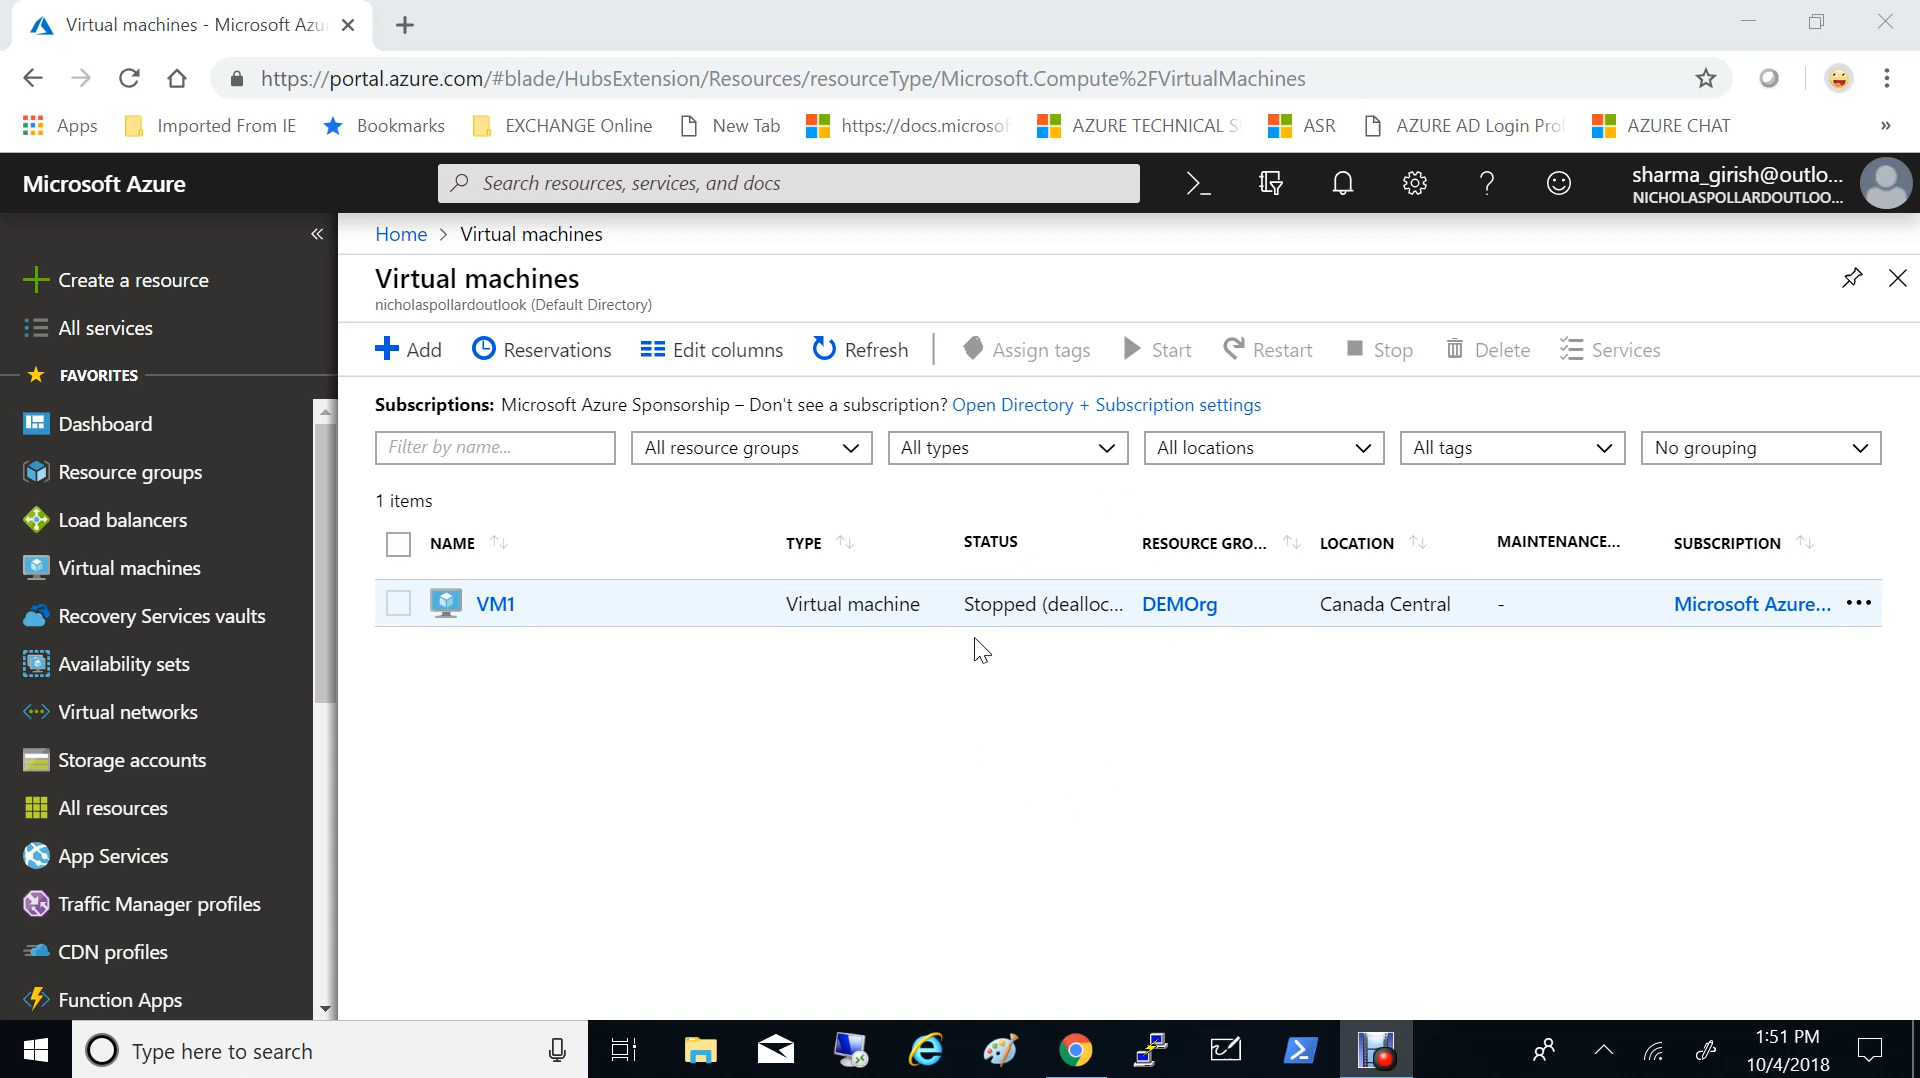 Virtual machines - Microsoft Azu
https://portal.azure.com/#blade/HubsExtension/Resources/resourceType/Microsoft.Compute%2FVirtualMachines
Apps Imported From IE Bookmarks EXCHANGE Online New Tab https://docs.microsof AZURE TECHNICAL S ASR AZURE AD Login Pro AZURE CHAT »
Microsoft Azure
Search resources, services, and docs
sharma_girish@outlo...
NICHOLASPOLLARDOUTLOO...
«
Create a resource
All services
FAVORITES
Dashboard
Resource groups
Load balancers
Virtual machines
Recovery Services vaults
Availability sets
Virtual networks
Storage accounts
All resources
App Services
Traffic Manager profiles
CDN profiles
Function Apps
Home > Virtual machines
Virtual machines
nicholaspollardoutlook (Default Directory)
Add Reservations Edit columns Refresh Assign tags Start Restart Stop Delete Services
Subscriptions: Microsoft Azure Sponsorship – Don't see a subscription? Open Directory + Subscription settings
Filter by name... All resource groups All types All locations All tags No grouping
1 items
NAME TYPE STATUS RESOURCE GRO... LOCATION MAINTENANCE... SUBSCRIPTION
VM1 Virtual machine Stopped (dealloc... DEMOrg Canada Central - Microsoft Azure... •••
Type here to search
1:51 PM
10/4/2018